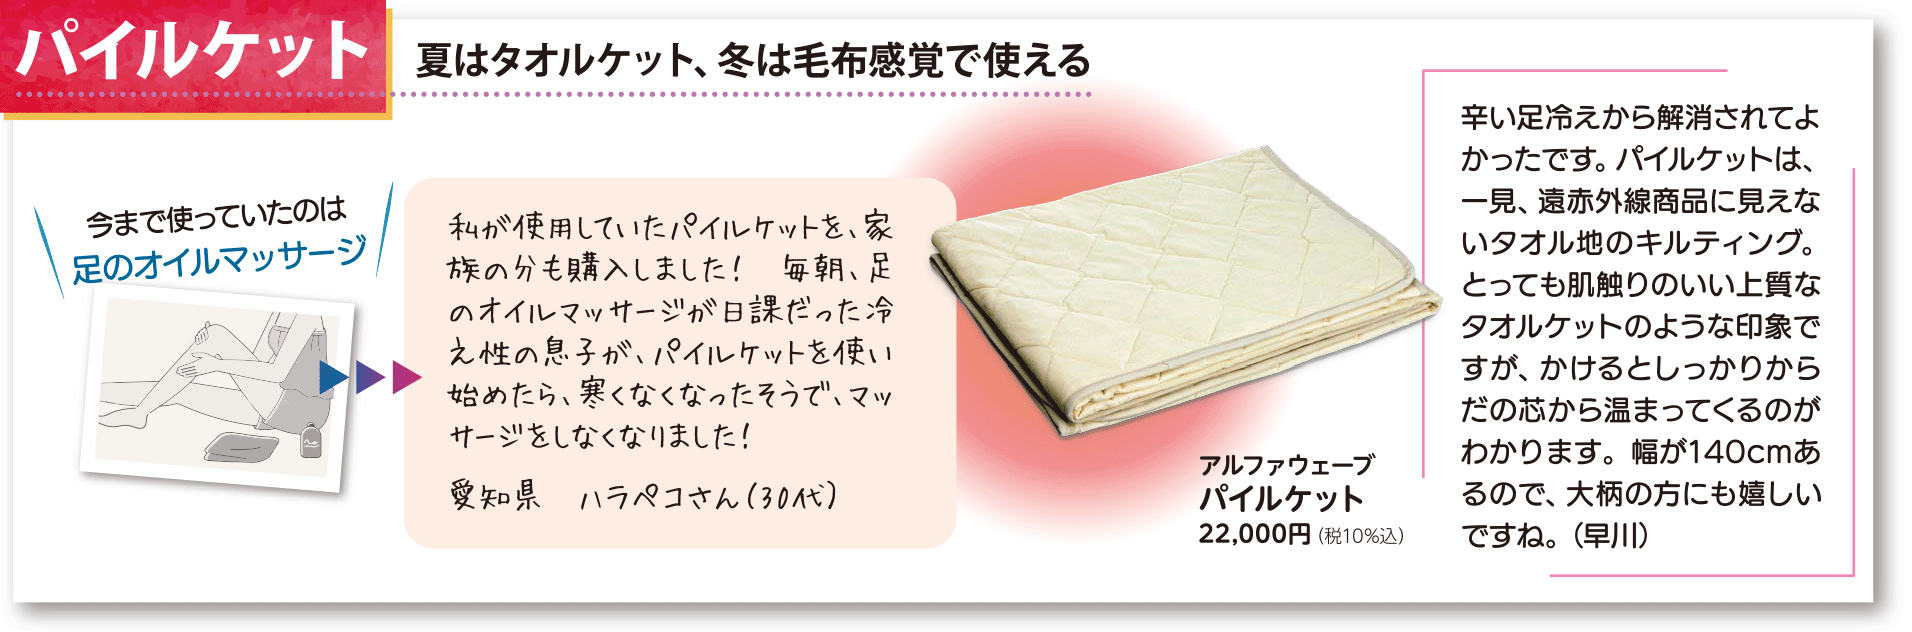 パイルケット
夏はタオルケット、冬は毛布感覚で使える
今まで使っていたのは
足のオイルマッサージ
私が使用していたパイルケットを、家
族の分も購入しました！　毎朝、足
のオイルマッサージが日課だった冷
え性の息子が、パイルケットを使い
始めたら、寒くなくなったそうで、マッ
サージをしなくなりました！
愛知県　ハラペコさん（30代）
アルファウェーブ
パイルケット
22,000円（税10%込）
辛い足冷えから解消されてよ
かったです。パイルケットは、
一見、遠赤外線商品に見えな
いタオル地のキルティング。
とっても肌触りのいい上質な
タオルケットのような印象で
すが、かけるとしっかりから
だの芯から温まってくるのが
わかります。幅が140cmあ
るので、大柄の方にも嬉しい
ですね。（早川）